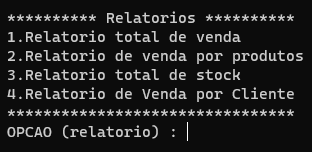 ********** Relatorios **********
1.Relatorio total de venda
2.Relatorio de venda por produtos
3.Relatorio total de stock
4.Relatorio de Venda por Cliente
********************************
OPCAO (relatorio) :